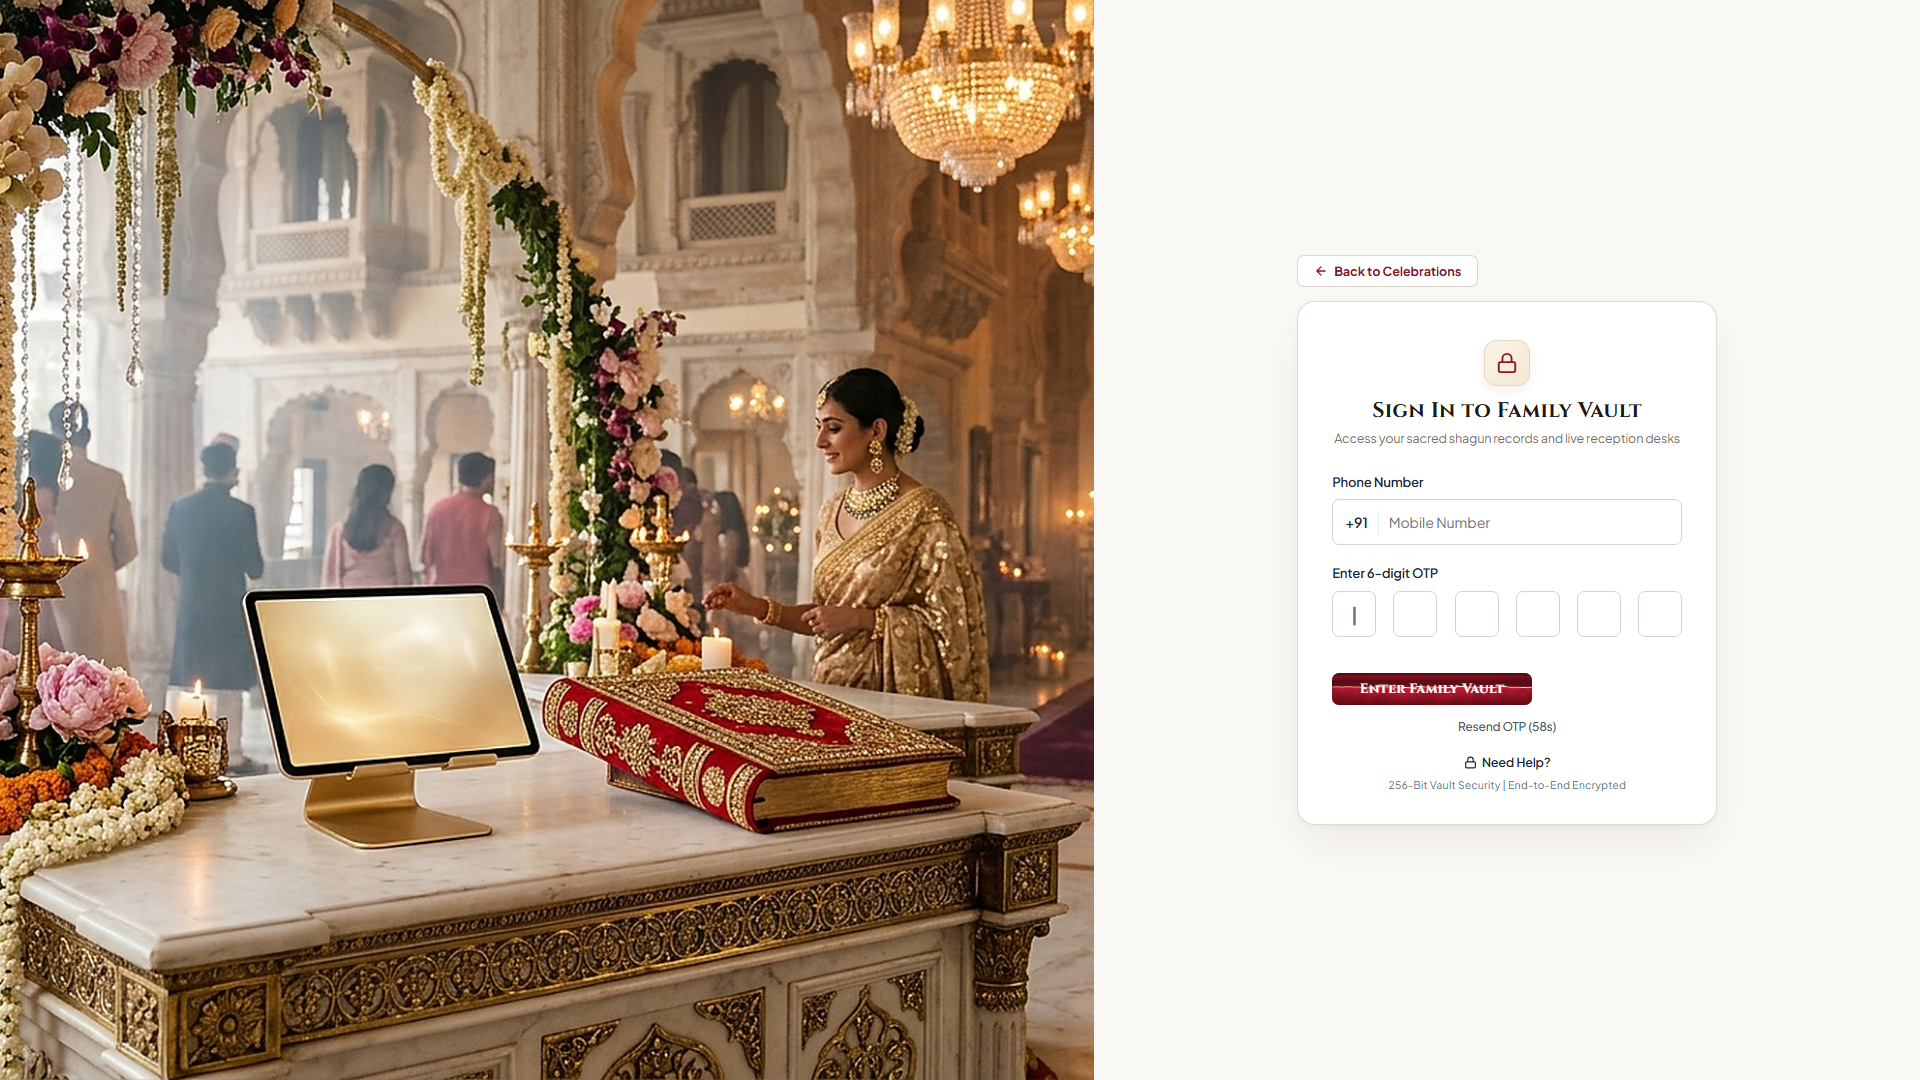 Back to Celebrations
Sign In to Family Vault
Access your sacred shagun records and live reception desks
Phone Number
+91 Mobile Number
Enter 6-digit OTP
Enter Family Vault
Resend OTP (58s)
Need Help?
256-Bit Vault Security | End-to-End Encrypted